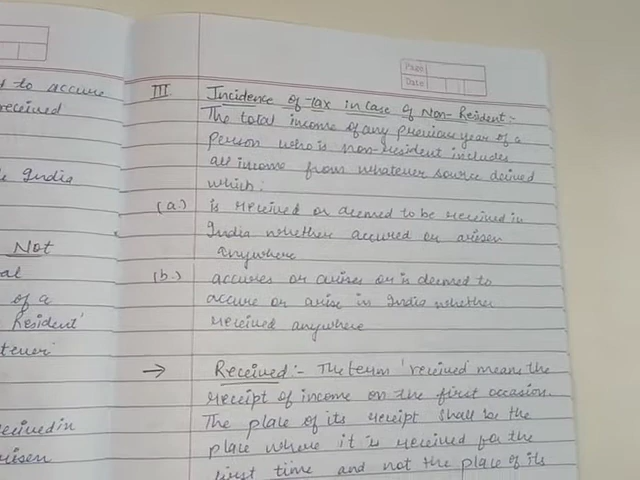 t to accure
received
India
Not
al
of a
Resident'
tever
received in
arisen
Page
Date
III Incidence of Tax in case of Non-Resident:-
The total income of any previous year of a
person who is non-resident includes
all income from whatever source derived
which:
(a.) is received or deemed to be received in
India whether accured or arisen
anywhere
(b.) accures or arises or is deemed to
accure or arise in India whether
received anywhere
→ Received:- The term 'received means the
receipt of income on the first occasion.
The place of its receipt shall be the
place where it is received for the
first time and not the place of its